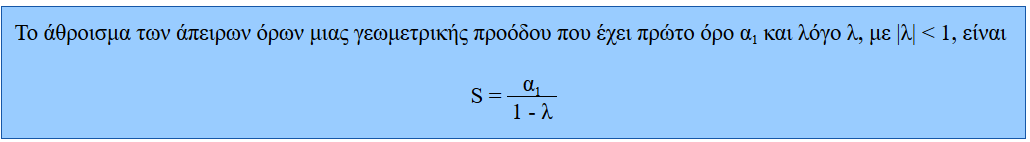 Το άθροισμα των άπειρων όρων μιας γεωμετρικής προόδου που έχει πρώτο όρο α₁ και λόγο λ, με |λ| < 1, είναι
S = α₁ / (1 - λ)